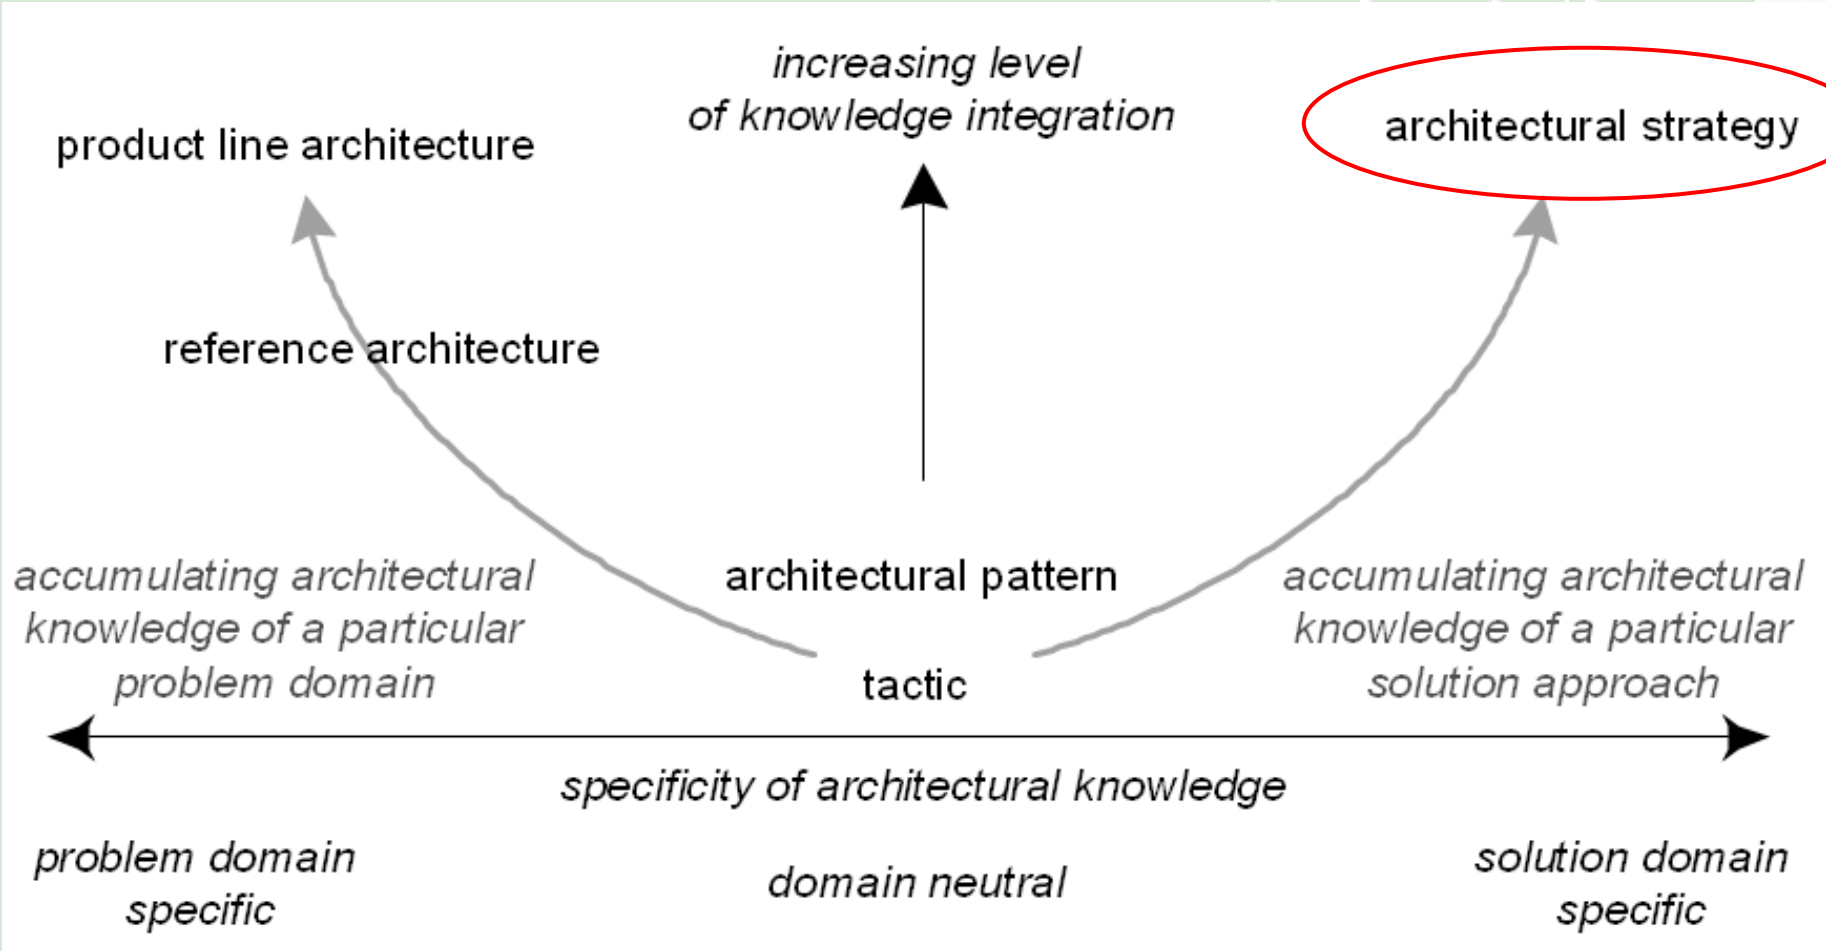 increasing level
of knowledge integration
product line architecture
architectural strategy
reference architecture
architectural pattern
accumulating architectural
knowledge of a particular
problem domain
accumulating architectural
knowledge of a particular
solution approach
tactic
specificity of architectural knowledge
problem domain
specific
domain neutral
solution domain
specific